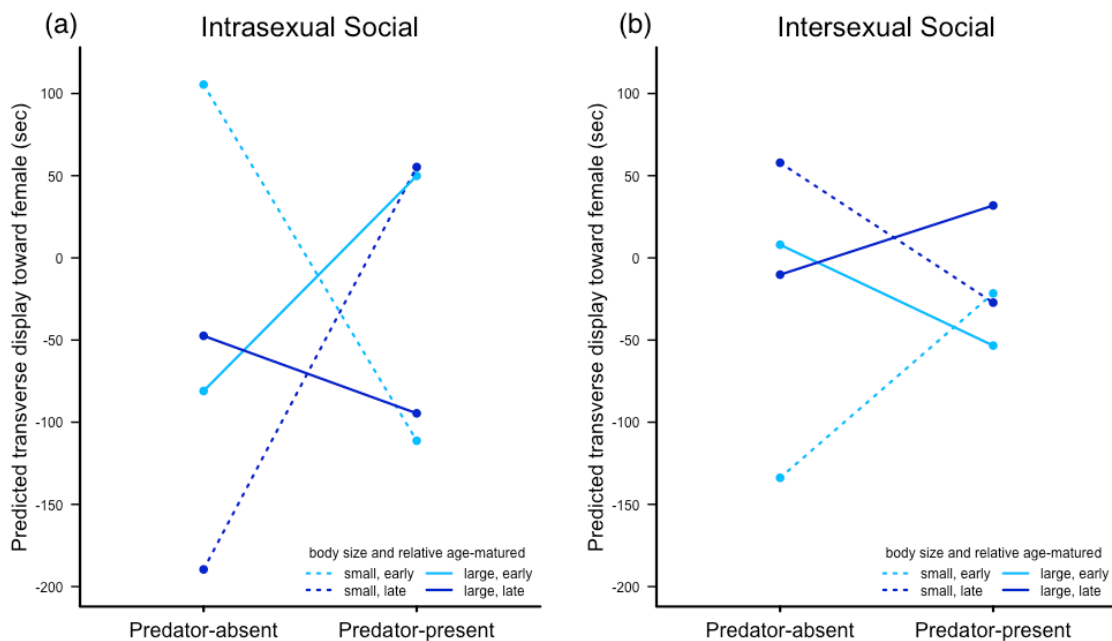 (a) Intrasexual Social
Predicted transverse display toward female (sec)
100
50
0
-50
-100
-150
-200
body size and relative age-matured
small, early large, early
small, late large, late
Predator-absent Predator-present
(b) Intersexual Social
Predicted transverse display toward female (sec)
100
50
0
-50
-100
-150
-200
body size and relative age-matured
small, early large, early
small, late large, late
Predator-absent Predator-present